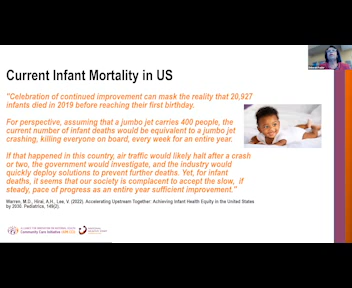 Current Infant Mortality in US
"Celebration of continued improvement can mask the reality that 20,927
infants died in 2019 before reaching their first birthday.
For perspective, assuming that a jumbo jet carries 400 people, the
current number of infant deaths would be equivalent to a jumbo jet
crashing, killing everyone on board, every week for an entire year.
If that happened in this country, air traffic would likely halt after a crash
or two, the government would investigate, and the industry would
quickly deploy solutions to prevent further deaths. Yet, for infant
deaths, it seems that our society is complacent to accept the slow, if
steady, pace of progress as an entire year sufficient improvement."
Warren, M.D., Hirai, A.H., Lee, V. (2022). Accelerating Upstream Together: Achieving Infant Health Equity in the United States
by 2030. Pediatrics, 149(2).
Community Care Initiative